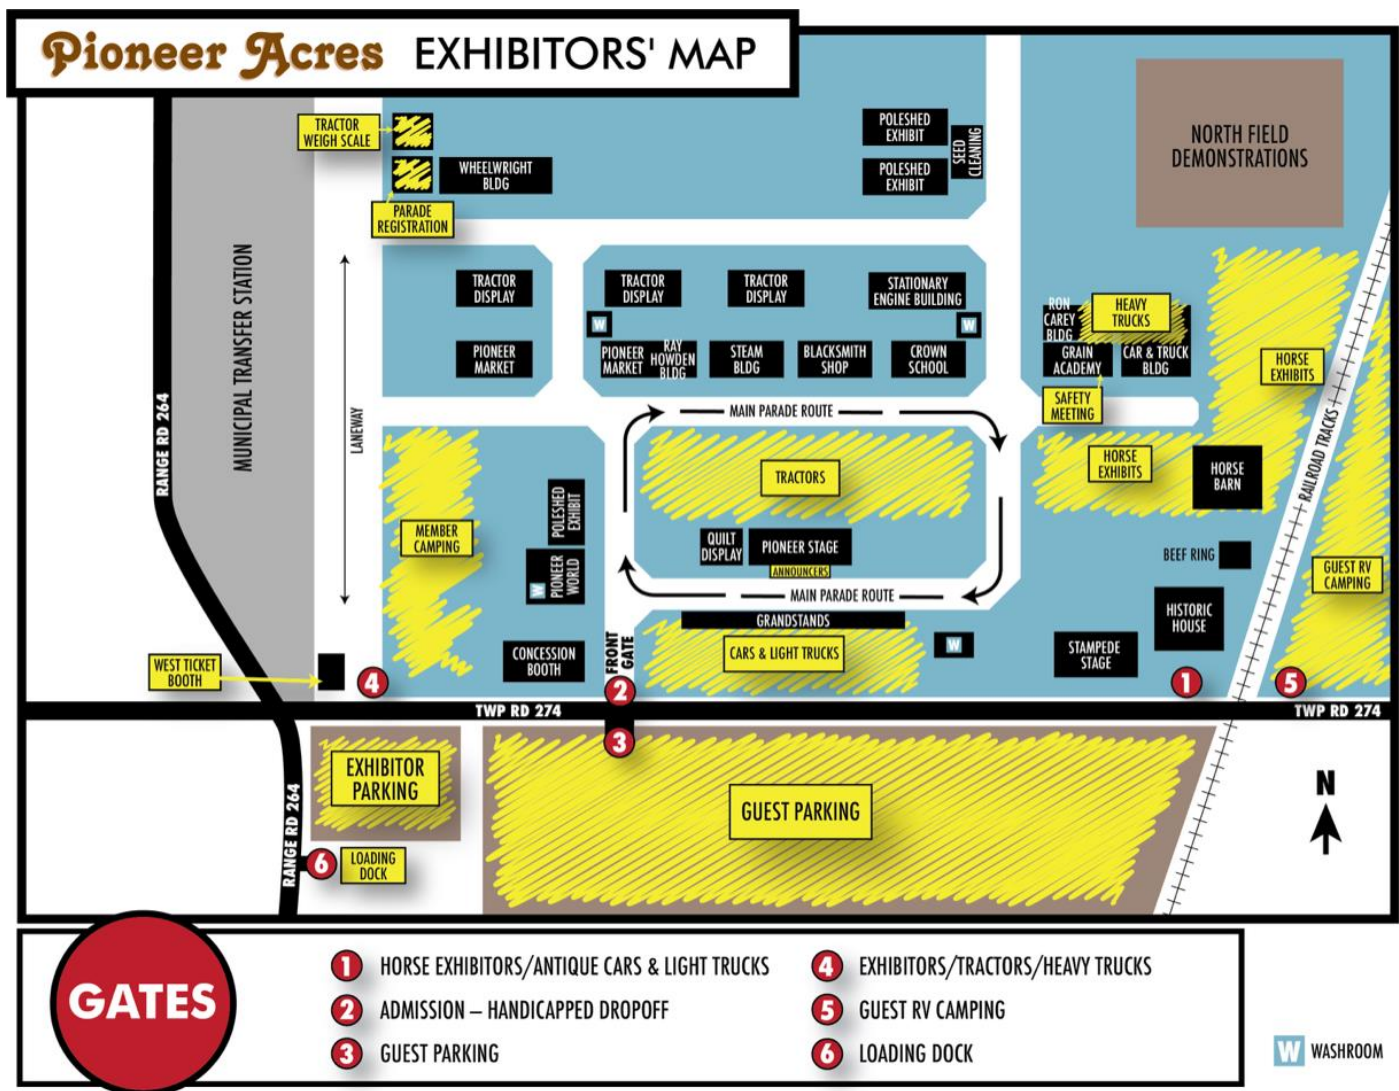 Pioneer Acres EXHIBITORS' MAP
TRACTOR
WEIGH SCALE
WHEELWRIGHT
BLDG
PARADE
REGISTRATION
POLESHED
EXHIBIT
POLESHED
EXHIBIT
SEED
CLEANING
NORTH FIELD
DEMONSTRATIONS
MUNICIPAL TRANSFER STATION
RANGE RD 264
LANEWAY
TRACTOR
DISPLAY
TRACTOR
DISPLAY
TRACTOR
DISPLAY
STATIONARY
ENGINE BUILDING
W
W
PIONEER
MARKET
PIONEER
MARKET
RAY
HOWDEN
BLDG
STEAM
BLDG
BLACKSMITH
SHOP
CROWN
SCHOOL
RON
CAREY
BLDG
HEAVY
TRUCKS
GRAIN
ACADEMY
CAR & TRUCK
BLDG
SAFETY
MEETING
HORSE
EXHIBITS
RAILROAD TRACKS
MAIN PARADE ROUTE
TRACTORS
HORSE
EXHIBITS
HORSE
BARN
MEMBER
CAMPING
POLESHED
EXHIBIT
W
PIONEER
WORLD
QUILT
DISPLAY
PIONEER STAGE
ANNOUNCERS
MAIN PARADE ROUTE
BEEF RING
GUEST RV
CAMPING
GRANDSTANDS
HISTORIC
HOUSE
CONCESSION
BOOTH
FRONT
GATE
CARS & LIGHT TRUCKS
W
STAMPEDE
STAGE
WEST TICKET
BOOTH
4
2
1
5
TWP RD 274
TWP RD 274
3
EXHIBITOR
PARKING
GUEST PARKING
N
RANGE RD 264
6
LOADING
DOCK
GATES
1 HORSE EXHIBITORS/ANTIQUE CARS & LIGHT TRUCKS
2 ADMISSION – HANDICAPPED DROPOFF
3 GUEST PARKING
4 EXHIBITORS/TRACTORS/HEAVY TRUCKS
5 GUEST RV CAMPING
6 LOADING DOCK
W WASHROOM